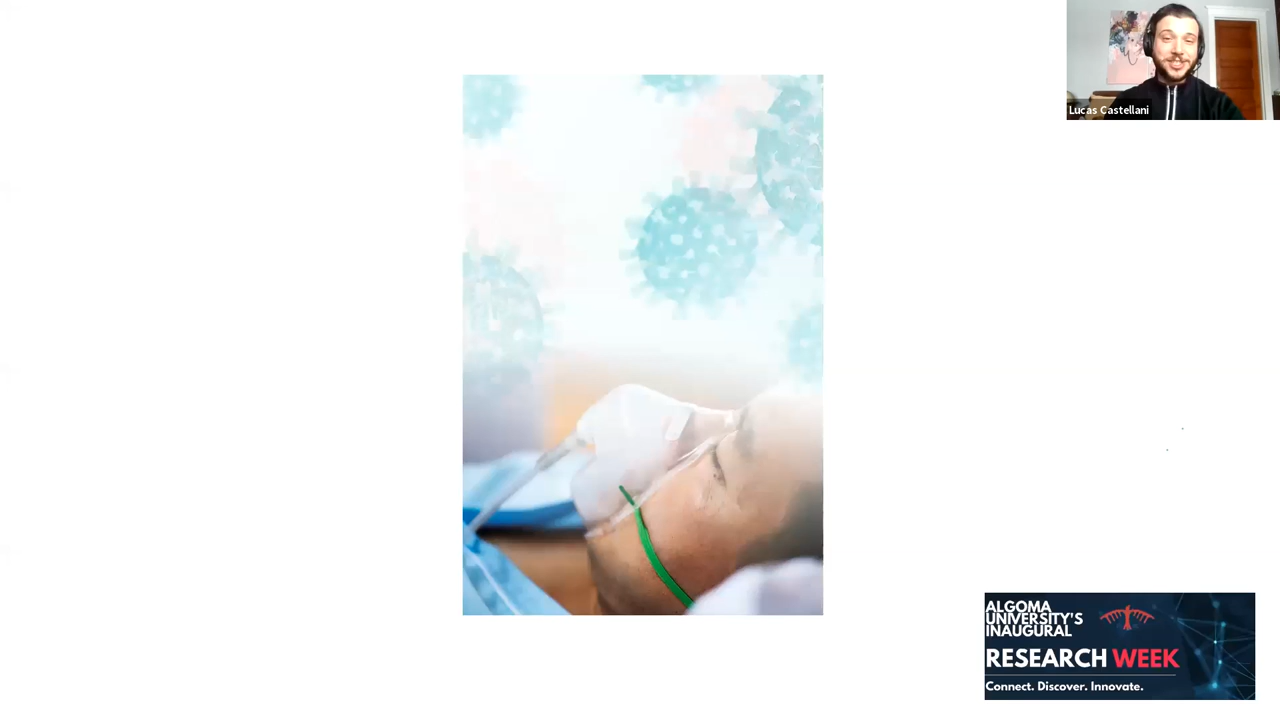 Lucas Castellani
ALGOMA
UNIVERSITY'S
INAUGURAL
RESEARCH WEEK
Connect. Discover. Innovate.